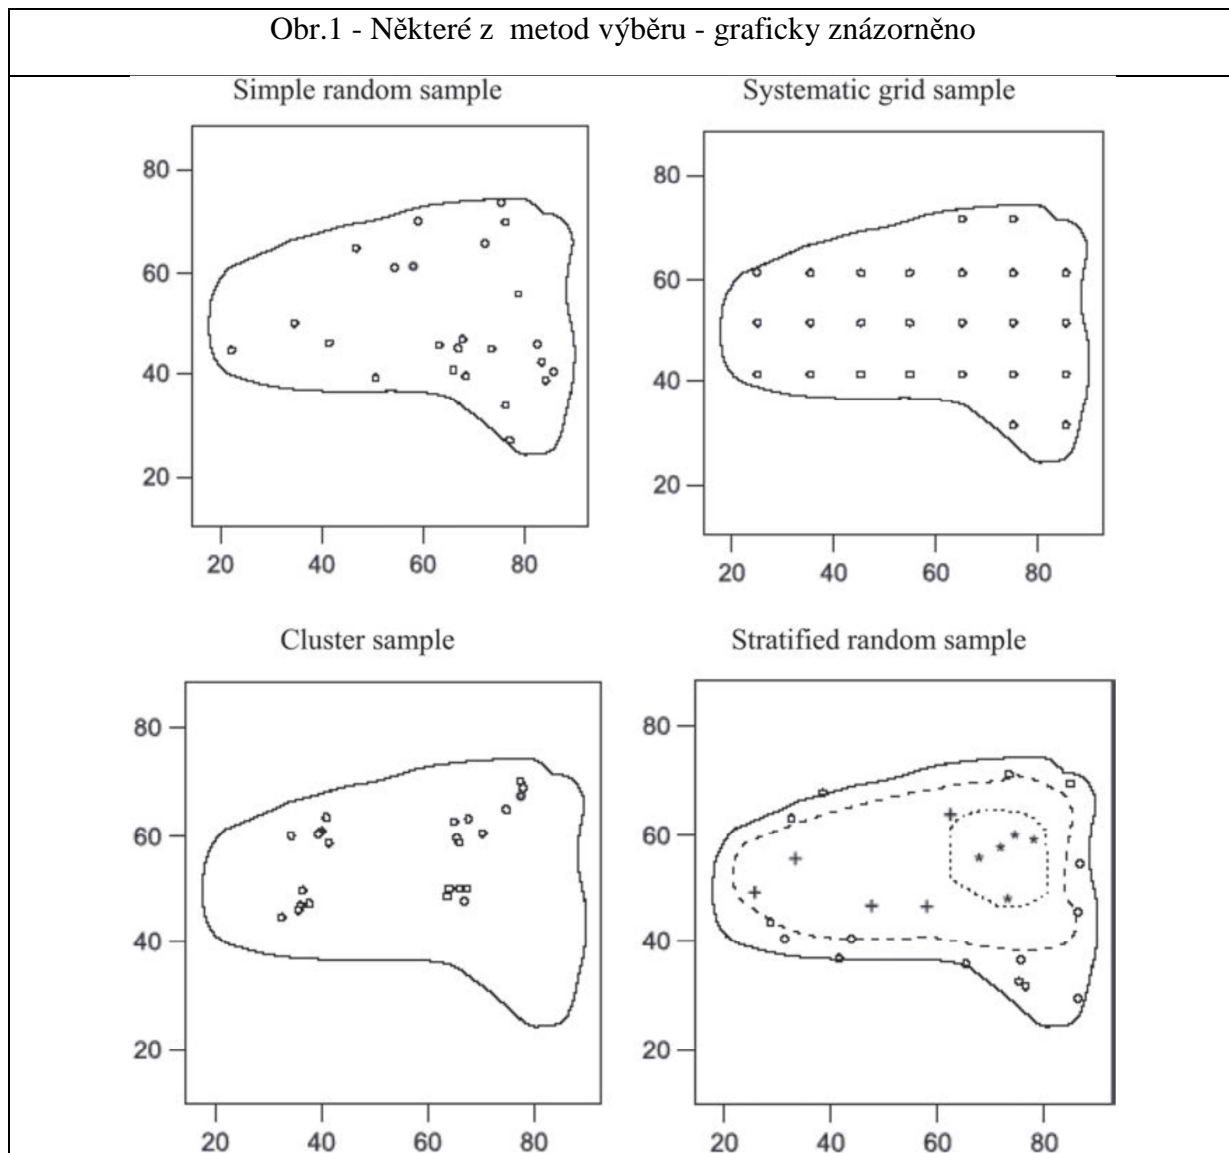 Obr.1 - Některé z metod výběru - graficky znázorněno
Simple random sample
80
60
40
20
20 40 60 80
Systematic grid sample
80
60
40
20
20 40 60 80
Cluster sample
80
60
40
20
20 40 60 80
Stratified random sample
80
60
40
20
20 40 60 80